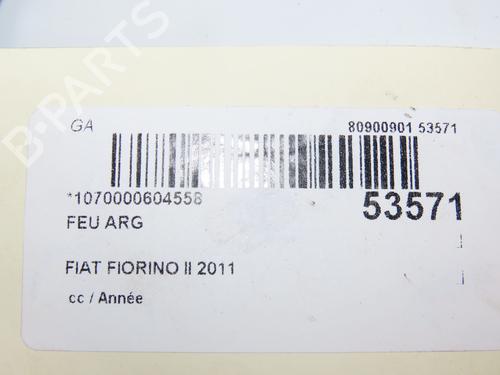 GA
80900901 53571
*1070000604558
53571
FEU ARG
FIAT FIORINO II 2011
cc / Année
B-PARTS